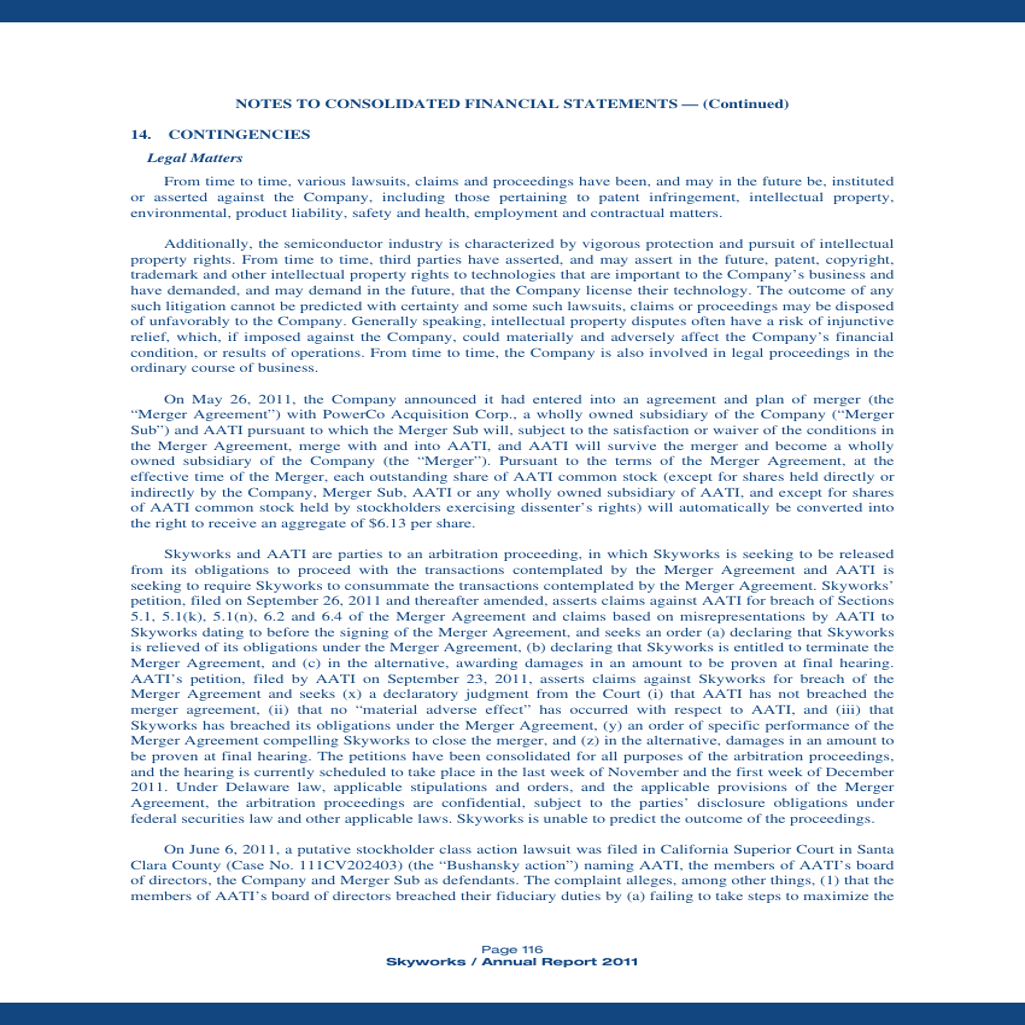 NOTES TO CONSOLIDATED FINANCIAL STATEMENTS — (Continued)
14. CONTINGENCIES
Legal Matters
From time to time, various lawsuits, claims and proceedings have been, and may in the future be, instituted
or asserted against the Company, including those pertaining to patent infringement, intellectual property,
environmental, product liability, safety and health, employment and contractual matters.
Additionally, the semiconductor industry is characterized by vigorous protection and pursuit of intellectual
property rights. From time to time, third parties have asserted, and may assert in the future, patent, copyright,
trademark and other intellectual property rights to technologies that are important to the Company’s business and
have demanded, and may demand in the future, that the Company license their technology. The outcome of any
such litigation cannot be predicted with certainty and some such lawsuits, claims or proceedings may be disposed
of unfavorably to the Company. Generally speaking, intellectual property disputes often have a risk of injunctive
relief, which, if imposed against the Company, could materially and adversely affect the Company’s financial
condition, or results of operations. From time to time, the Company is also involved in legal proceedings in the
ordinary course of business.
On May 26, 2011, the Company announced it had entered into an agreement and plan of merger (the
“Merger Agreement”) with PowerCo Acquisition Corp., a wholly owned subsidiary of the Company (“Merger
Sub”) and AATI pursuant to which the Merger Sub will, subject to the satisfaction or waiver of the conditions in
the Merger Agreement, merge with and into AATI, and AATI will survive the merger and become a wholly
owned subsidiary of the Company (the “Merger”). Pursuant to the terms of the Merger Agreement, at the
effective time of the Merger, each outstanding share of AATI common stock (except for shares held directly or
indirectly by the Company, Merger Sub, AATI or any wholly owned subsidiary of AATI, and except for shares
of AATI common stock held by stockholders exercising dissenter’s rights) will automatically be converted into
the right to receive an aggregate of $6.13 per share.
Skyworks and AATI are parties to an arbitration proceeding, in which Skyworks is seeking to be released
from its obligations to proceed with the transactions contemplated by the Merger Agreement and AATI is
seeking to require Skyworks to consummate the transactions contemplated by the Merger Agreement. Skyworks’
petition, filed on September 26, 2011 and thereafter amended, asserts claims against AATI for breach of Sections
5.1, 5.1(k), 5.1(n), 6.2 and 6.4 of the Merger Agreement and claims based on misrepresentations by AATI to
Skyworks dating to before the signing of the Merger Agreement, and seeks an order (a) declaring that Skyworks
is relieved of its obligations under the Merger Agreement, (b) declaring that Skyworks is entitled to terminate the
Merger Agreement, and (c) in the alternative, awarding damages in an amount to be proven at final hearing.
AATI’s petition, filed by AATI on September 23, 2011, asserts claims against Skyworks for breach of the
Merger Agreement and seeks (x) a declaratory judgment from the Court (i) that AATI has not breached the
merger agreement, (ii) that no “material adverse effect” has occurred with respect to AATI, and (iii) that
Skyworks has breached its obligations under the Merger Agreement, (y) an order of specific performance of the
Merger Agreement compelling Skyworks to close the merger, and (z) in the alternative, damages in an amount to
be proven at final hearing. The petitions have been consolidated for all purposes of the arbitration proceedings,
and the hearing is currently scheduled to take place in the last week of November and the first week of December
2011. Under Delaware law, applicable stipulations and orders, and the applicable provisions of the Merger
Agreement, the arbitration proceedings are confidential, subject to the parties’ disclosure obligations under
federal securities law and other applicable laws. Skyworks is unable to predict the outcome of the proceedings.
On June 6, 2011, a putative stockholder class action lawsuit was filed in California Superior Court in Santa
Clara County (Case No. 111CV202403) (the “Bushansky action”) naming AATI, the members of AATI’s board
of directors, the Company and Merger Sub as defendants. The complaint alleges, among other things, (1) that the
members of AATI’s board of directors breached their fiduciary duties by (a) failing to take steps to maximize the
Page 116
Skyworks / Annual Report 2011